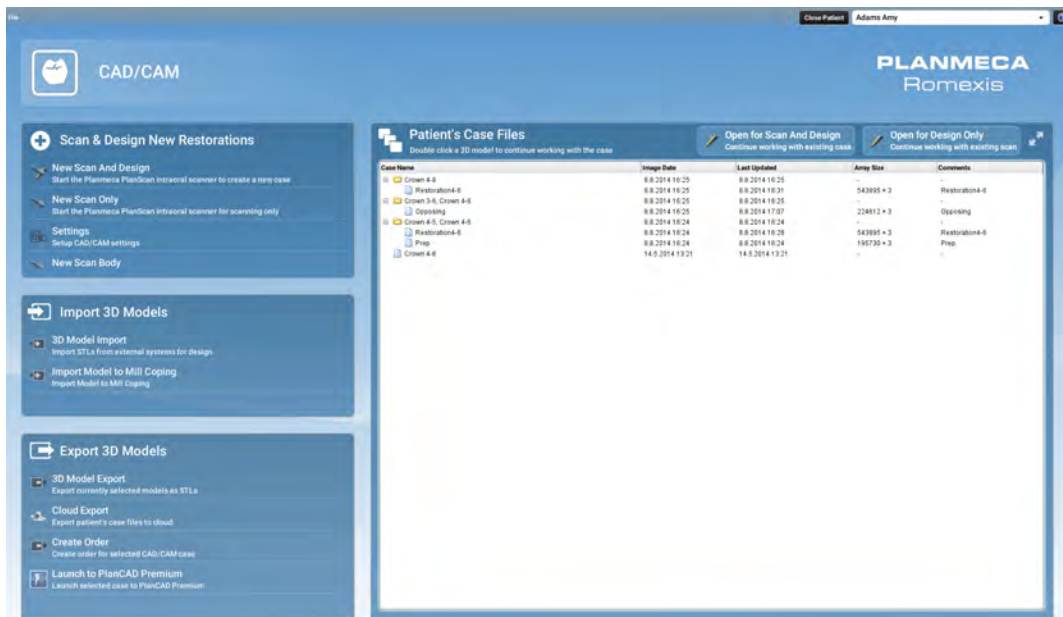 File
Close Patient
Adams Amy
CAD/CAM
PLANMECA
Romexis
Scan & Design New Restorations
New Scan And Design
Start the Planmeca PlanScan intraoral scanner to create a new case
New Scan Only
Start the Planmeca PlanScan intraoral scanner for scanning only
Settings
Setup CAD/CAM settings
New Scan Body
Import 3D Models
3D Model Import
Import STLs from external systems for design
Import Model to Mill Coping
Import Model to Mill Coping
Export 3D Models
3D Model Export
Export currently selected models as STLs
Cloud Export
Export patient's case files to cloud
Create Order
Create order for selected CAD/CAM case
Launch to PlanCAD Premium
Launch selected case to PlanCAD Premium
Patient's Case Files
Double click a 3D model to continue working with the case
Open for Scan And Design
Continue working with existing case
Open for Design Only
Continue working with existing scan
Case Name Image Date Last Updated Array Size Comments
Crown 4-6 8.8.2014 16:25 8.8.2014 16:25 - -
Restoration4-6 8.8.2014 16:25 8.8.2014 16:31 543895 * 3 Restoration4-6
Crown 3-6, Crown 4-6 8.8.2014 16:25 8.8.2014 16:25 - -
Opposing 8.8.2014 16:25 8.8.2014 17:07 224612 * 3 Opposing
Crown 4-5, Crown 4-6 8.8.2014 16:24 8.8.2014 16:24 - -
Restoration4-6 8.8.2014 16:24 8.8.2014 16:28 543895 * 3 Restoration4-6
Prep 8.8.2014 16:24 8.8.2014 16:24 195730 * 3 Prep
Crown 4-6 14.5.2014 13:21 14.5.2014 13:21 - -